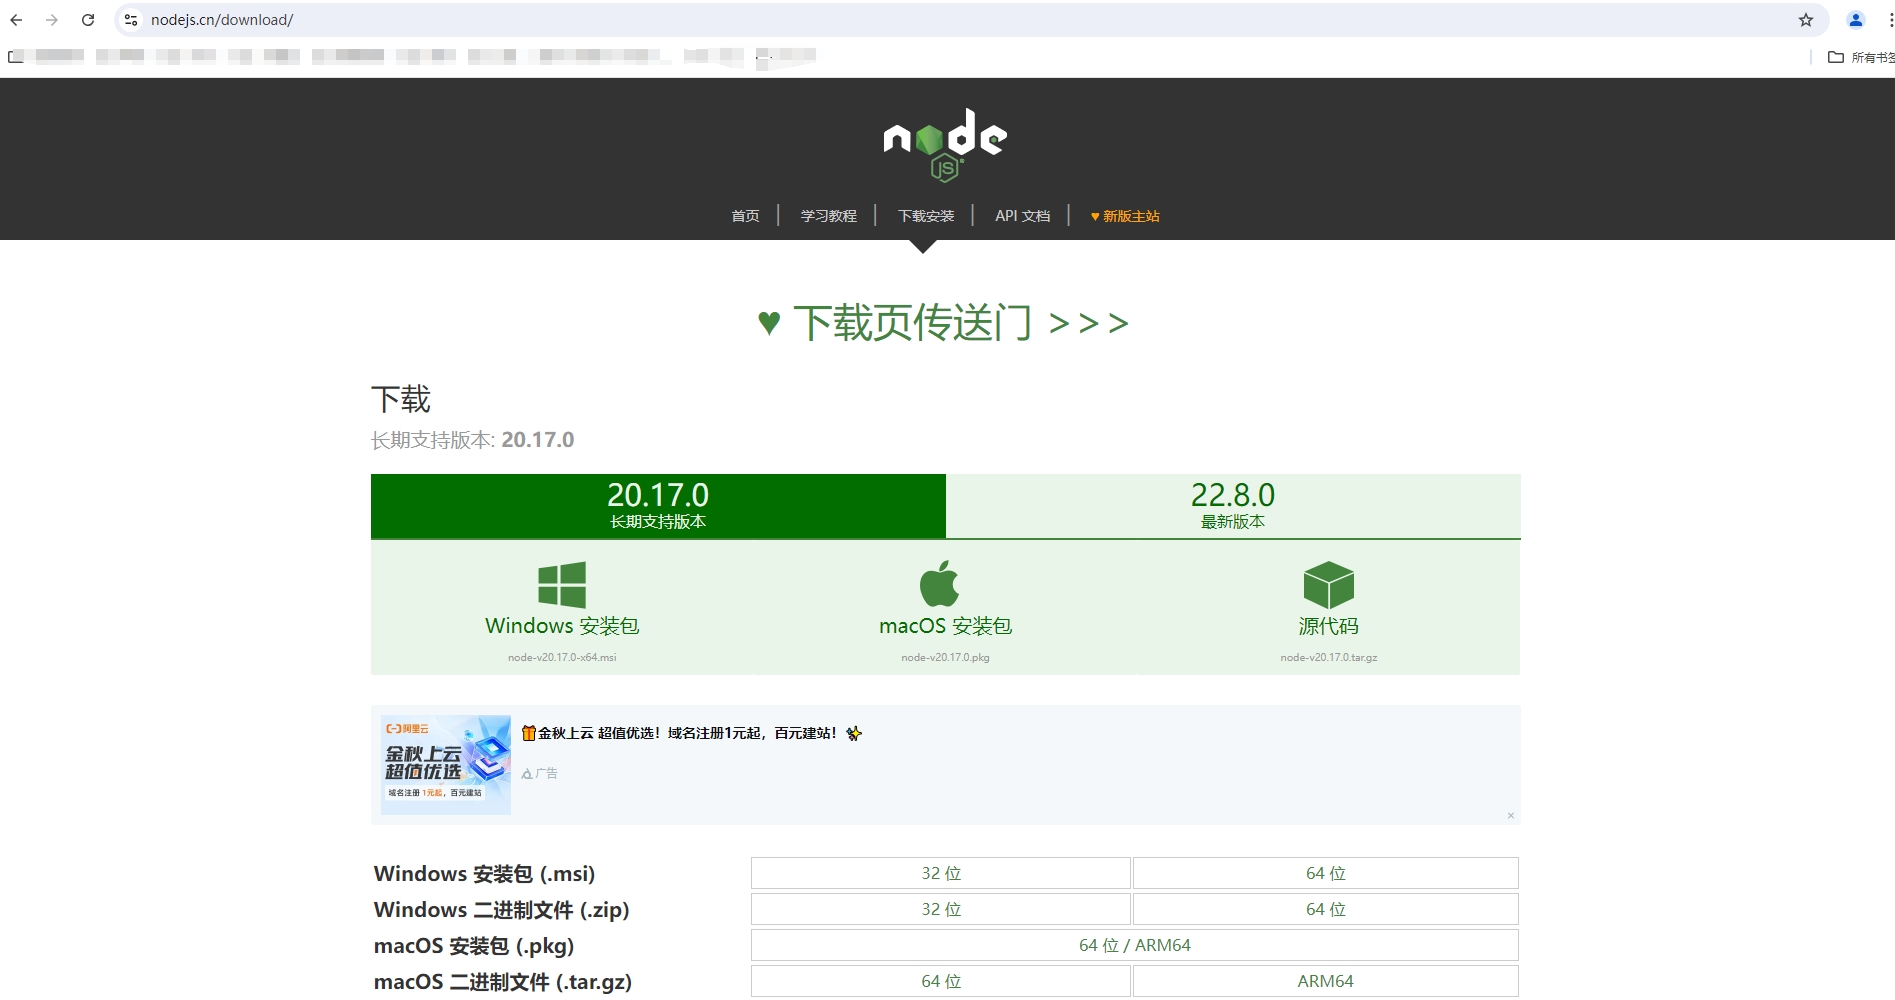 nodejs.cn/download/
所有书签
node
JS
首页 学习教程 下载安装 API 文档 ♥ 新版主站
♥ 下载页传送门 >>>
下载
长期支持版本: 20.17.0
20.17.0
长期支持版本
22.8.0
最新版本
Windows 安装包
node-v20.17.0-x64.msi
macOS 安装包
node-v20.17.0.pkg
源代码
node-v20.17.0.tar.gz
阿里云
金秋上云
超值优选
域名注册 1元起，百元建站
🎁金秋上云 超值优选！域名注册1元起，百元建站！✨
广告
×
Windows 安装包 (.msi) 32 位 64 位
Windows 二进制文件 (.zip) 32 位 64 位
macOS 安装包 (.pkg) 64 位 / ARM64
macOS 二进制文件 (.tar.gz) 64 位 ARM64